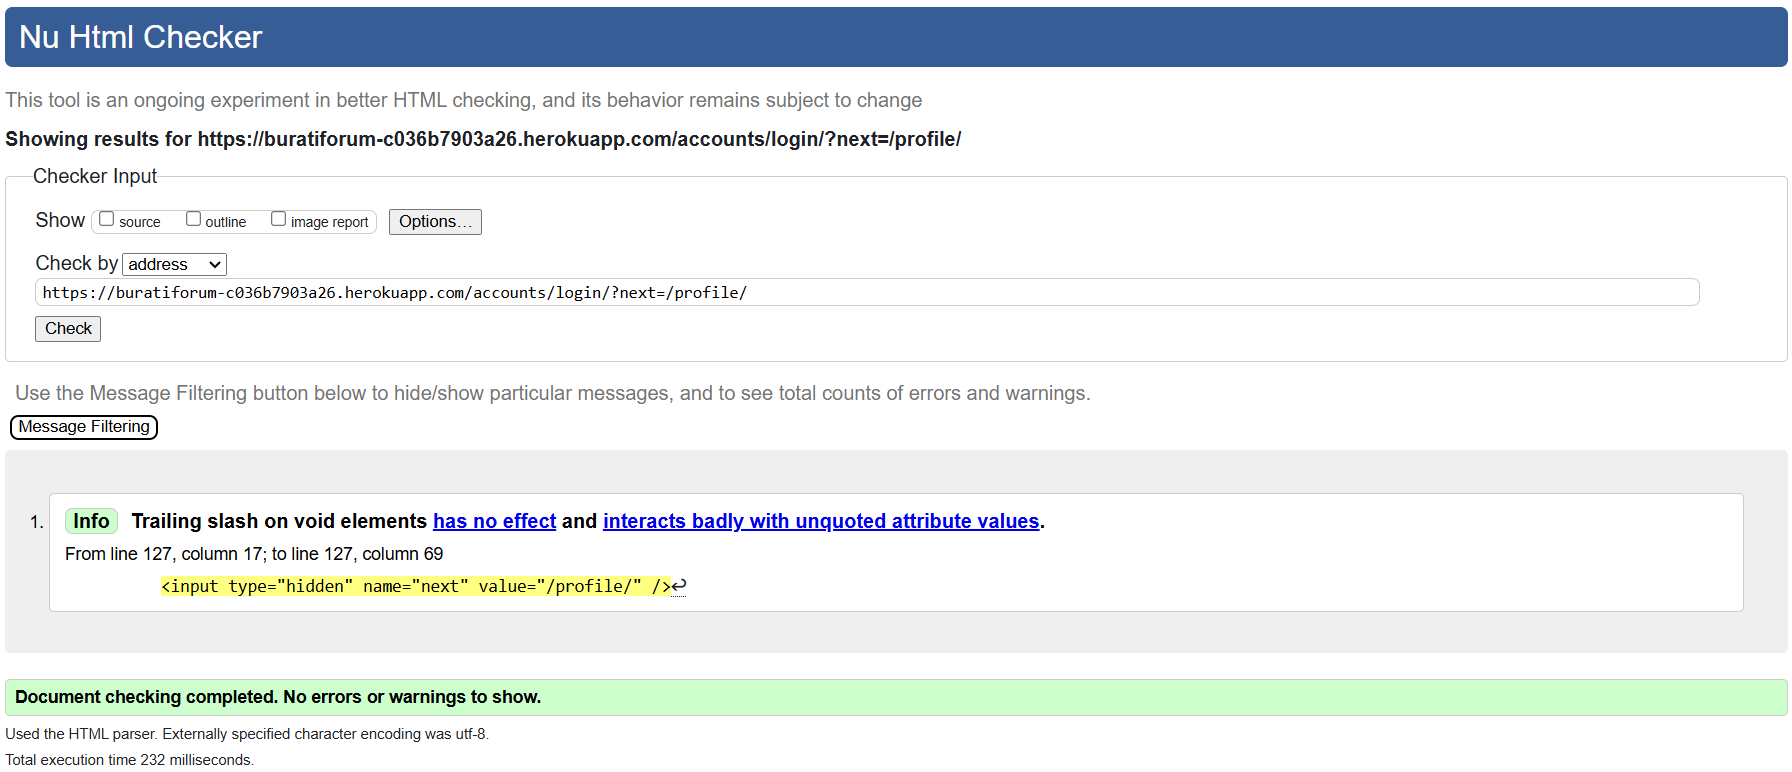 Nu Html Checker
This tool is an ongoing experiment in better HTML checking, and its behavior remains subject to change
Showing results for https://buratiforum-c036b7903a26.herokuapp.com/accounts/login/?next=/profile/
Checker Input
Show source outline image report Options…
Check by address
https://buratiforum-c036b7903a26.herokuapp.com/accounts/login/?next=/profile/
Check
Use the Message Filtering button below to hide/show particular messages, and to see total counts of errors and warnings.
Message Filtering
1. Info Trailing slash on void elements has no effect and interacts badly with unquoted attribute values.
From line 127, column 17; to line 127, column 69
<input type="hidden" name="next" value="/profile/" />↩
Document checking completed. No errors or warnings to show.
Used the HTML parser. Externally specified character encoding was utf-8.
Total execution time 232 milliseconds.